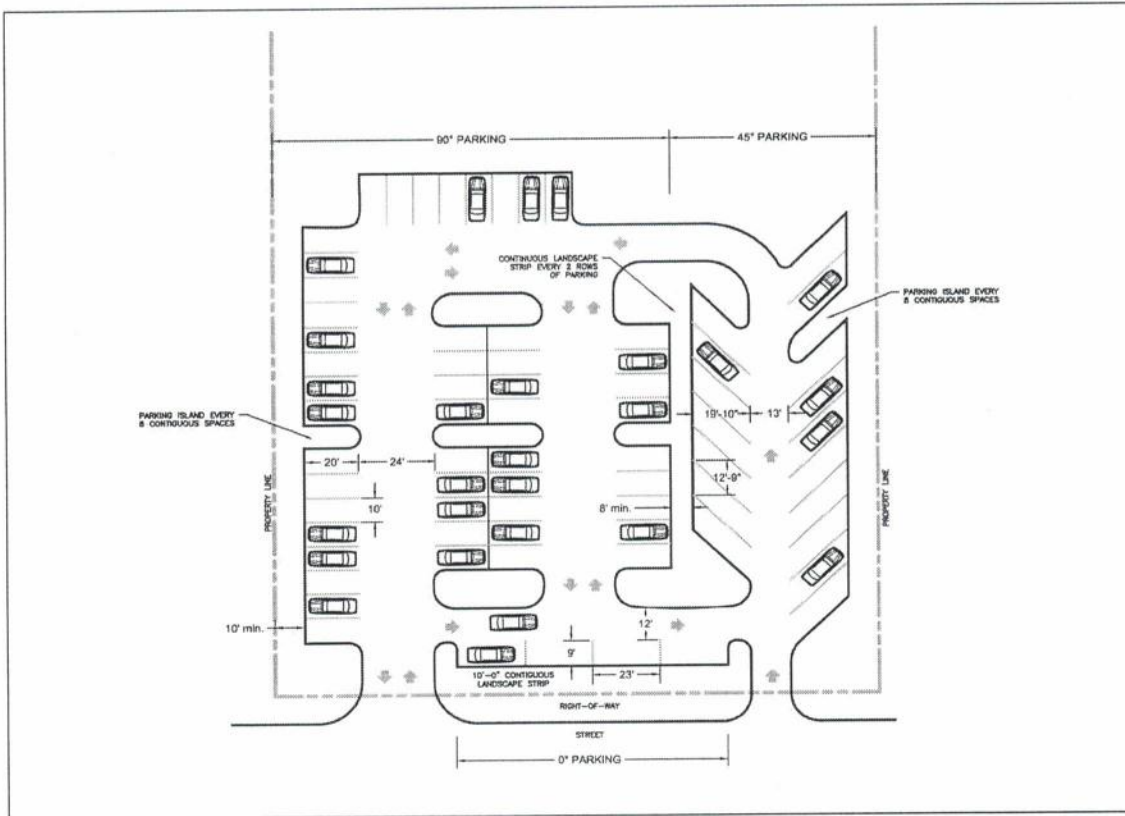 90° PARKING
45° PARKING
CONTINUOUS LANDSCAPE
STRIP EVERY 2 ROWS
OF PARKING
PARKING ISLAND EVERY
8 CONTIGUOUS SPACES
PARKING ISLAND EVERY
8 CONTIGUOUS SPACES
19'-10"
13'
20'
24'
12'-9"
10'
8' min.
PROPERTY LINE
PROPERTY LINE
10' min.
12'
9'
23'
10'-0" CONTIGUOUS
LANDSCAPE STRIP
RIGHT-OF-WAY
STREET
0° PARKING